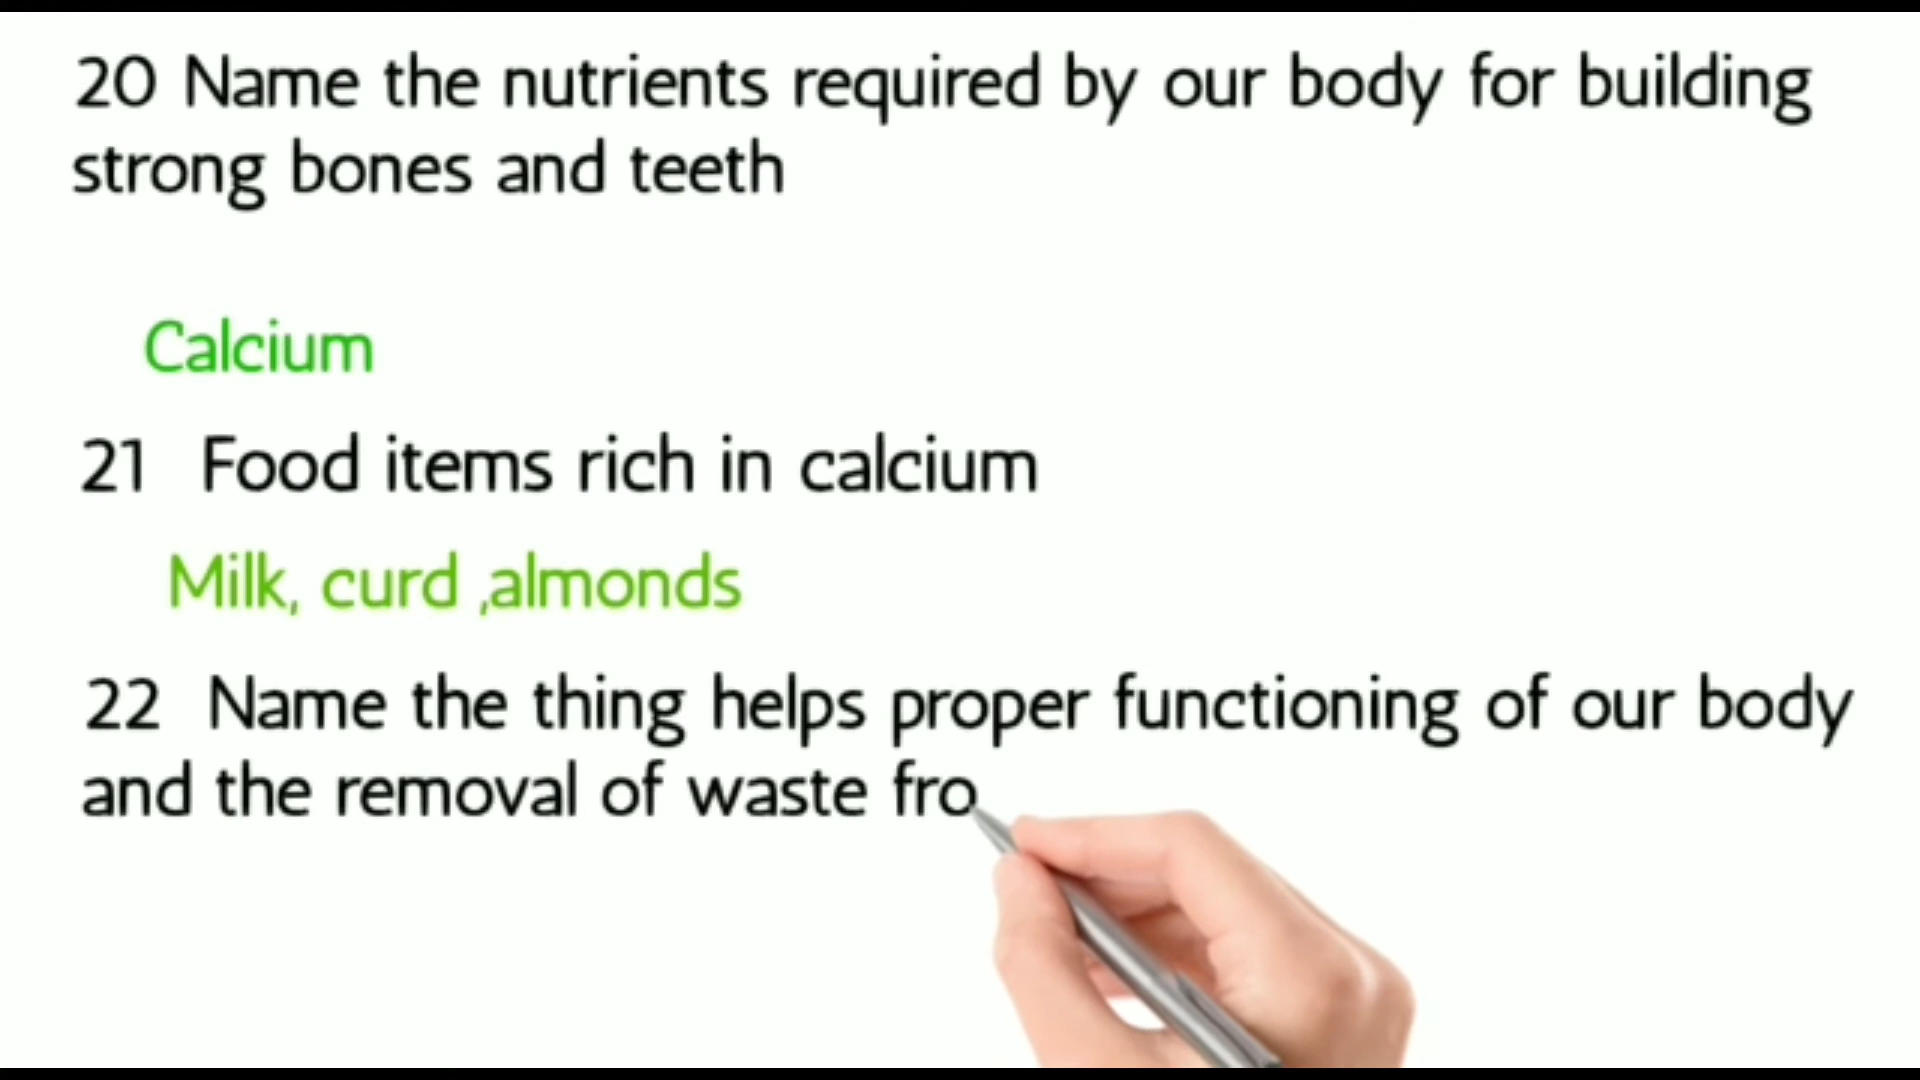 20 Name the nutrients required by our body for building
strong bones and teeth
Calcium
21 Food items rich in calcium
Milk, curd ,almonds
22 Name the thing helps proper functioning of our body
and the removal of waste fro